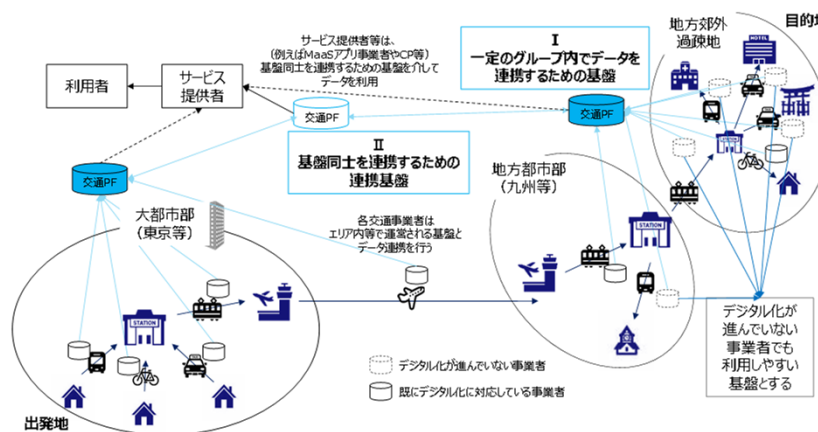 サービス提供者等は、
(例えばMaaSアプリ事業者やCP等)
基盤同士を連携するための基盤を介して
データを利用
利用者
サービス
提供者
Ⅰ
一定のグループ内でデータを
連携するための基盤
地方郊外
過疎地
目的地
HOTEL
交通PF
交通PF
Ⅱ
基盤同士を連携するための
連携基盤
交通PF
STATION
地方都市部
(九州等)
大都市部
(東京等)
各交通事業者は
エリア内等で運営される基盤と
データ連携を行う
STATION
STATION
デジタル化が
進んでいない
事業者でも
利用しやすい
基盤とする
デジタル化が進んでいない事業者
既にデジタル化に対応している事業者
出発地